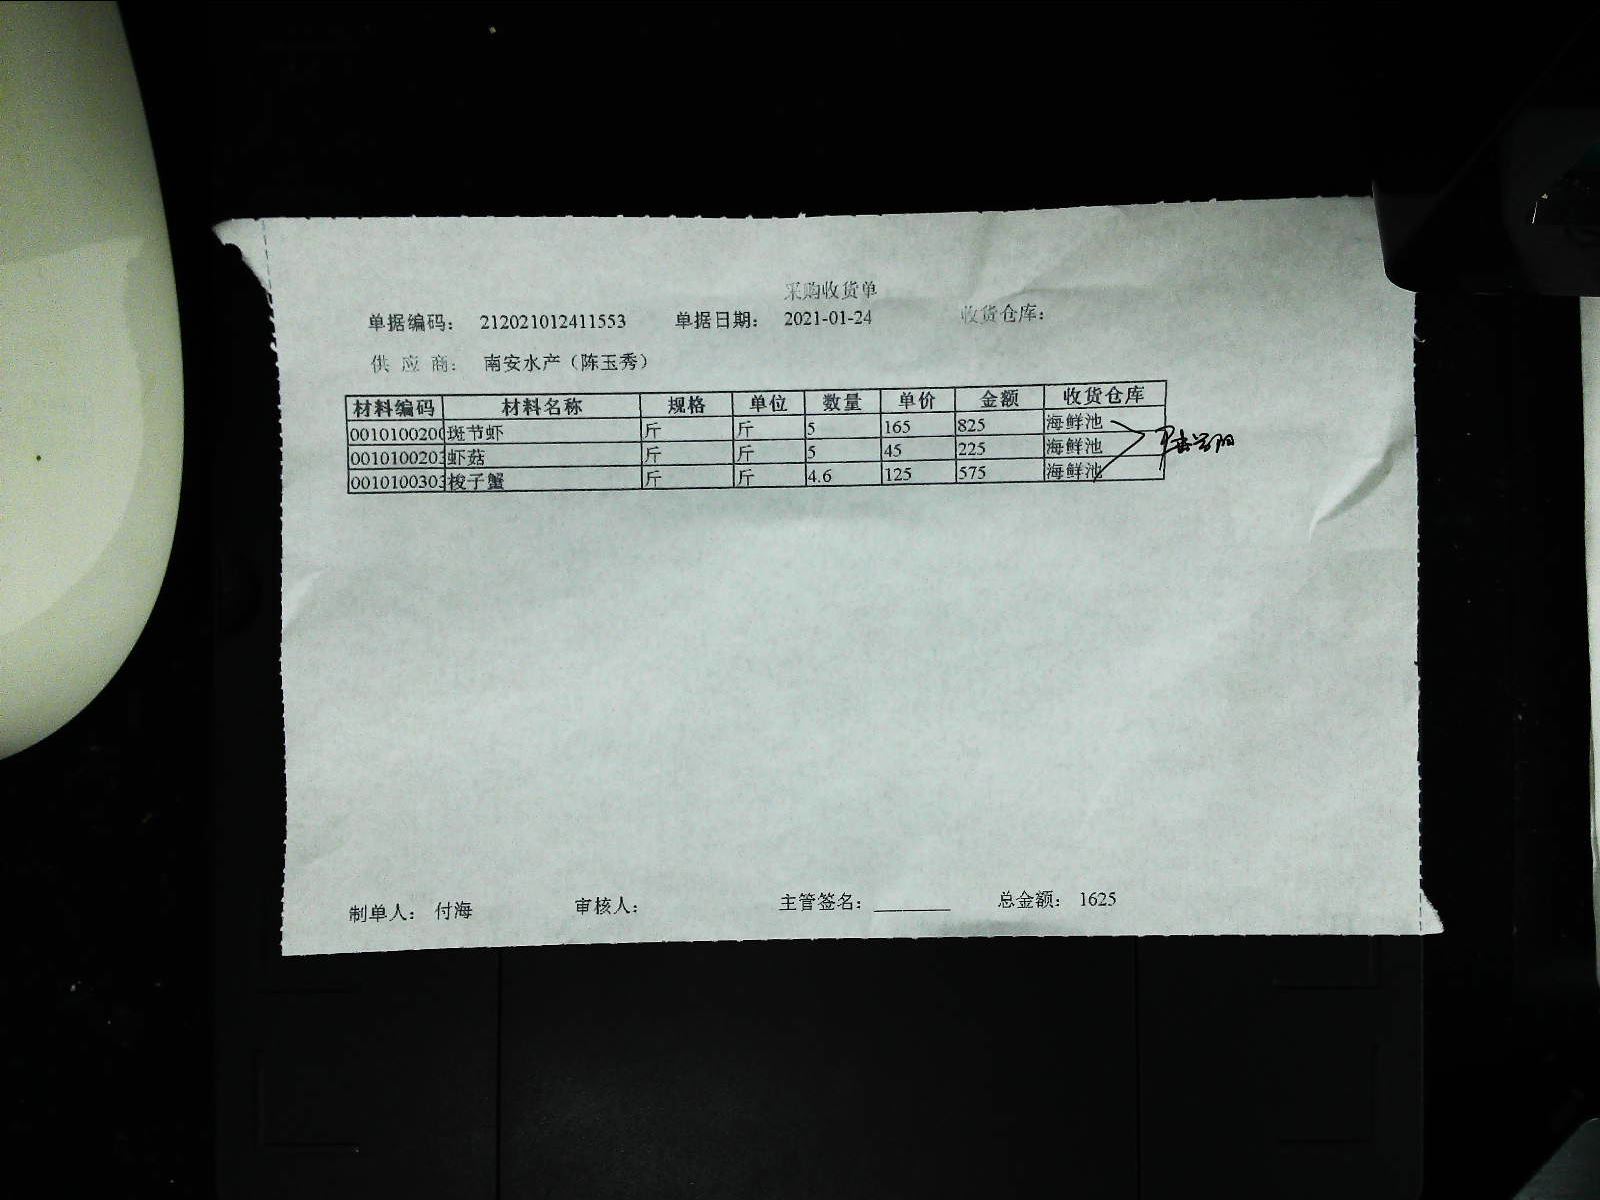 采购收货单
单据编码： 212021012411553 单据日期： 2021-01-24 收货仓库：
供 应 商： 南安水产（陈玉秀）
材料编码 材料名称 规格 单位 数量 单价 金额 收货仓库
0010100200 斑节虾 斤 斤 5 165 825 海鲜池
0010100203 虾菇 斤 斤 5 45 225 海鲜池
0010100303 梭子蟹 斤 斤 4.6 125 575 海鲜池
制单人： 付海 审核人： 主管签名： 总金额： 1625